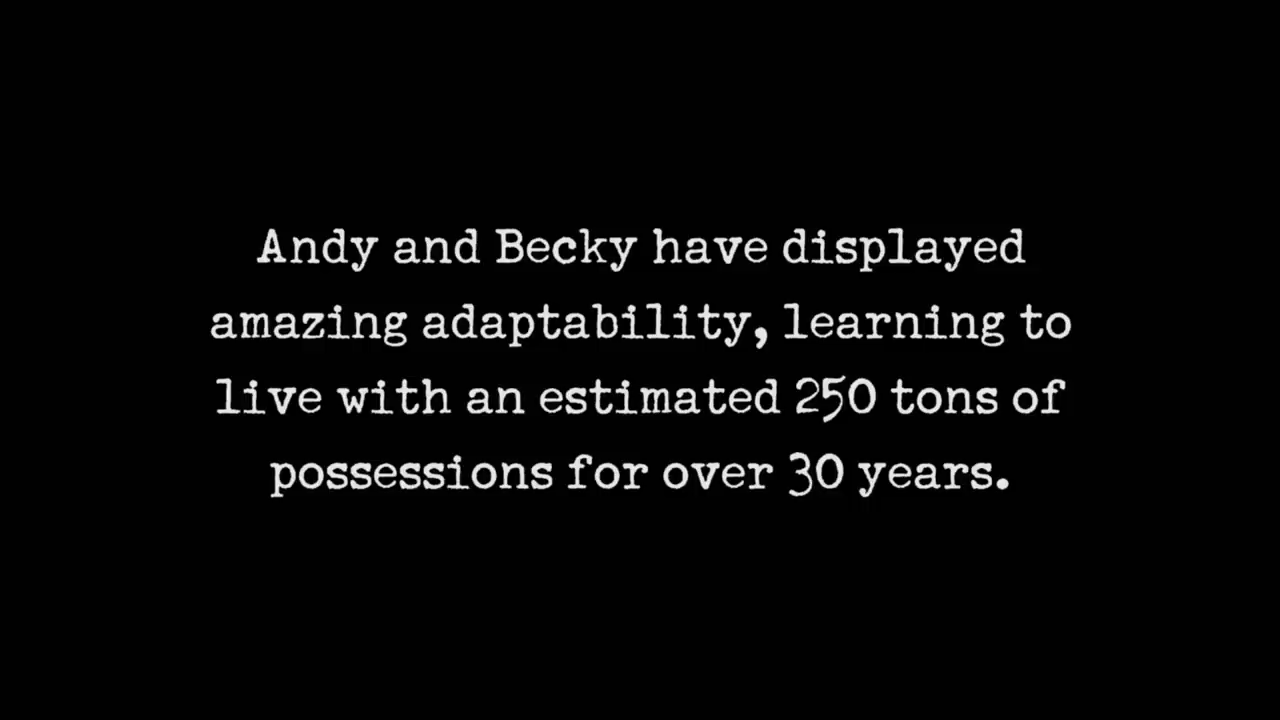 Andy and Becky have displayed
amazing adaptability, learning to
live with an estimated 250 tons of
possessions for over 30 years.